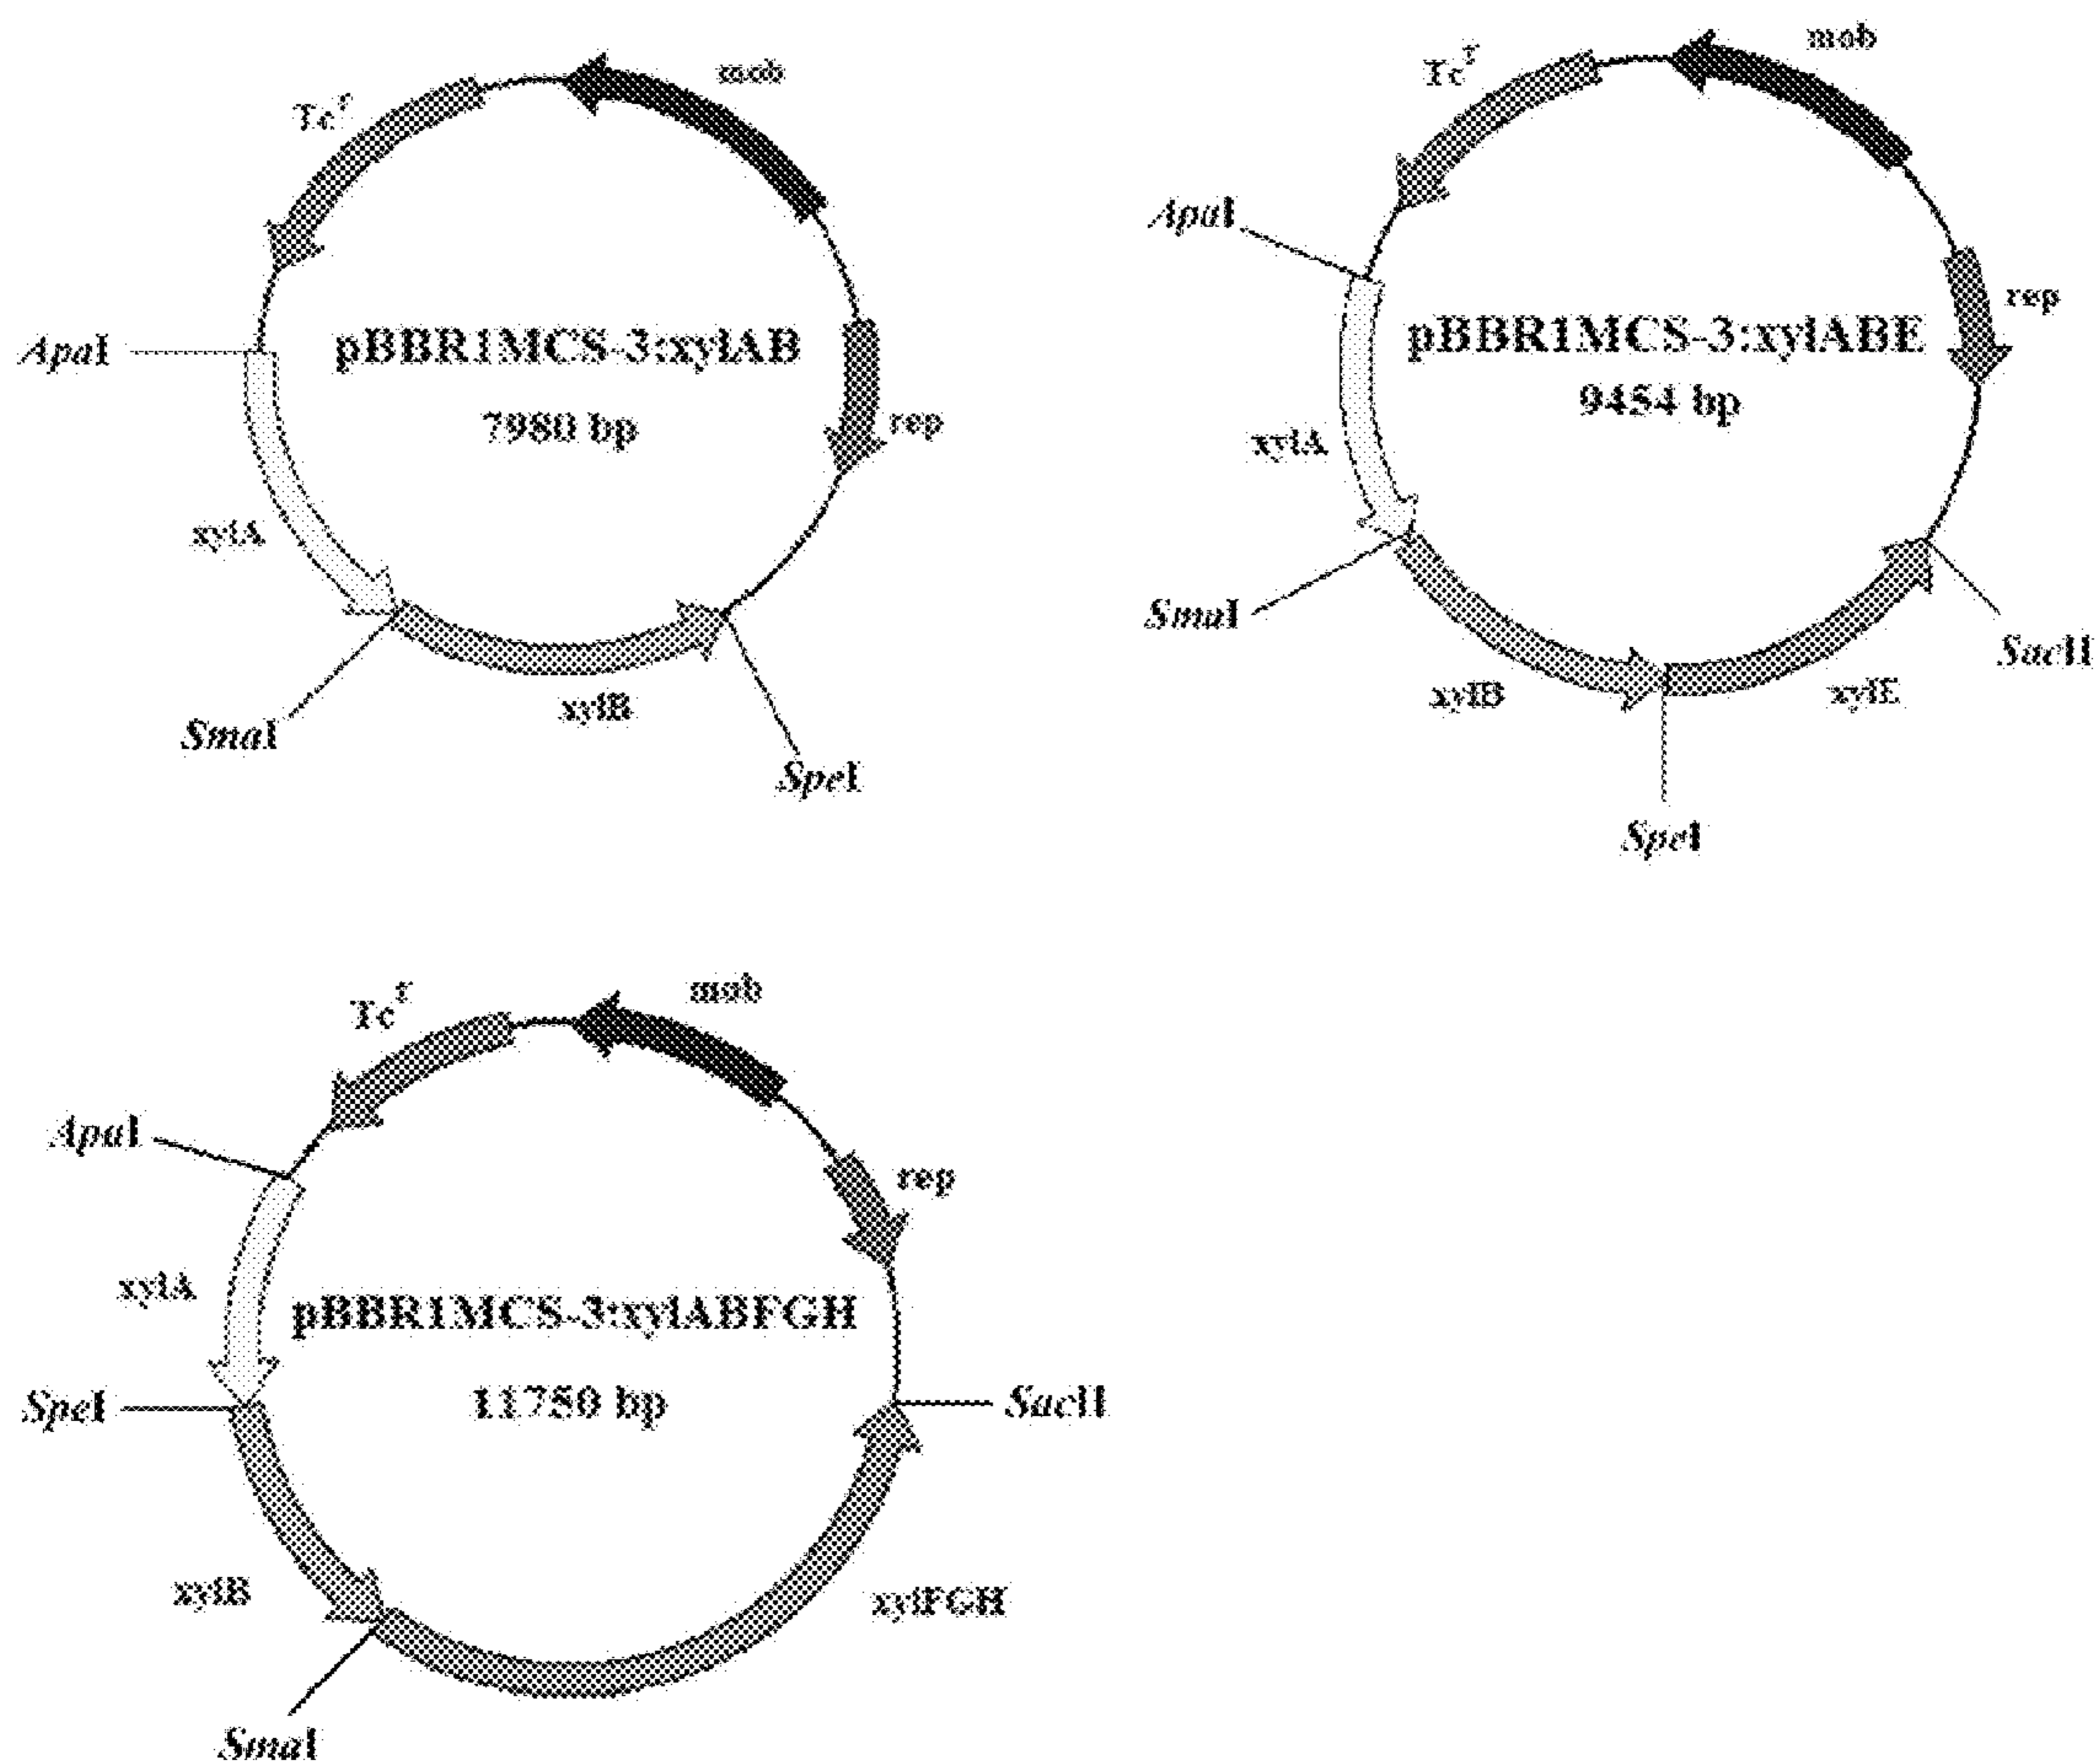 mob
Tc^r
ApaI
pBBR1MCS-3:xylAB
7980 bp
rep
xylA
xylB
SmaI
SpeI
mob
Tc^r
ApaI
rep
pBBR1MCS-3:xylABE
9454 bp
xylA
SmaI
SacII
xylB
xylE
SpeI
mob
Tc^r
ApaI
rep
xylA
pBBR1MCS-3:xylABFGH
SpeI
11750 bp
SacII
xylB
xylFGH
SmaI